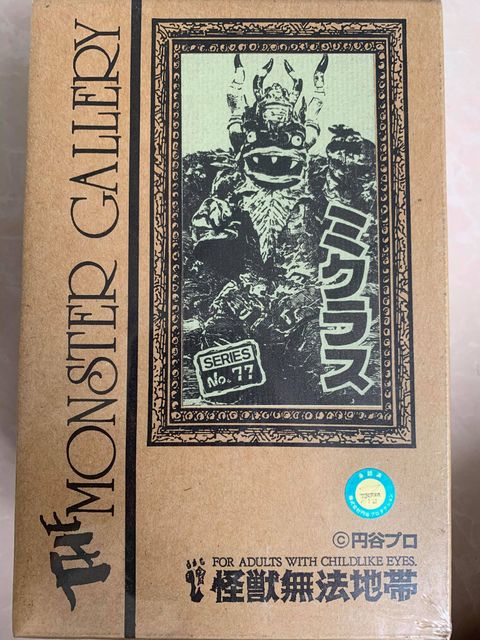 THE MONSTER GALLERY
ミクラス
SERIES
No. 77
©円谷プロ
FOR ADULTS WITH CHILDLIKE EYES.
怪獣無法地帯